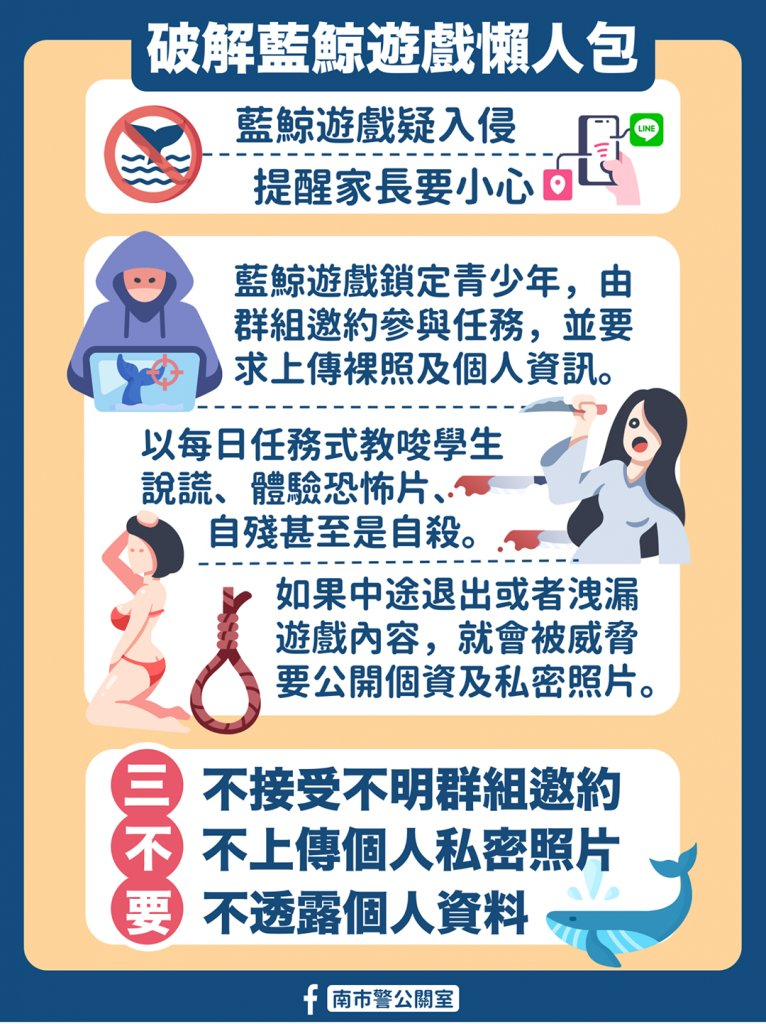 破解藍鯨遊戲懶人包
藍鯨遊戲疑入侵
LINE
提醒家長要小心
藍鯨遊戲鎖定青少年，由
群組邀約參與任務，並要
求上傳裸照及個人資訊。
以每日任務式教唆學生
說謊、體驗恐怖片、
自殘甚至是自殺。
如果中途退出或者洩漏
遊戲內容，就會被威脅
要公開個資及私密照片。
三不要
不接受不明群組邀約
不上傳個人私密照片
不透露個人資料
f 南市警公關室